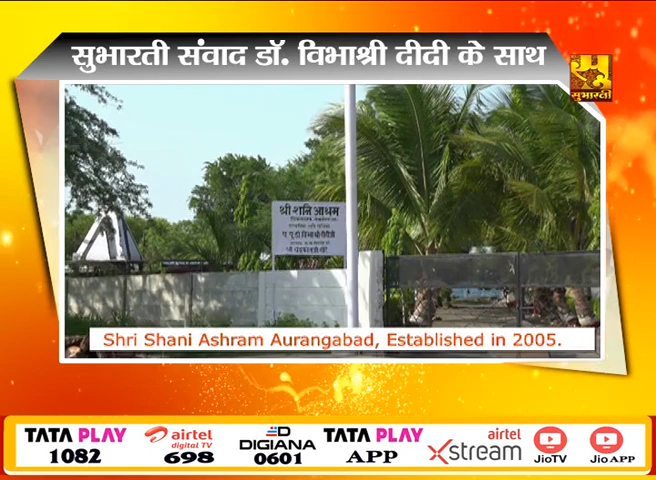 सुभारती संवाद डॉ. विभाश्री दीदी के साथ
सुभारती
श्री शनि आश्रम
श्री
Shri Shani Ashram Aurangabad, Established in 2005.
TATA PLAY
1082
airtel
digital TV
698
DIGIANA
0601
TATA PLAY
APP
airtel
Xstream
JioTV
Jio APP